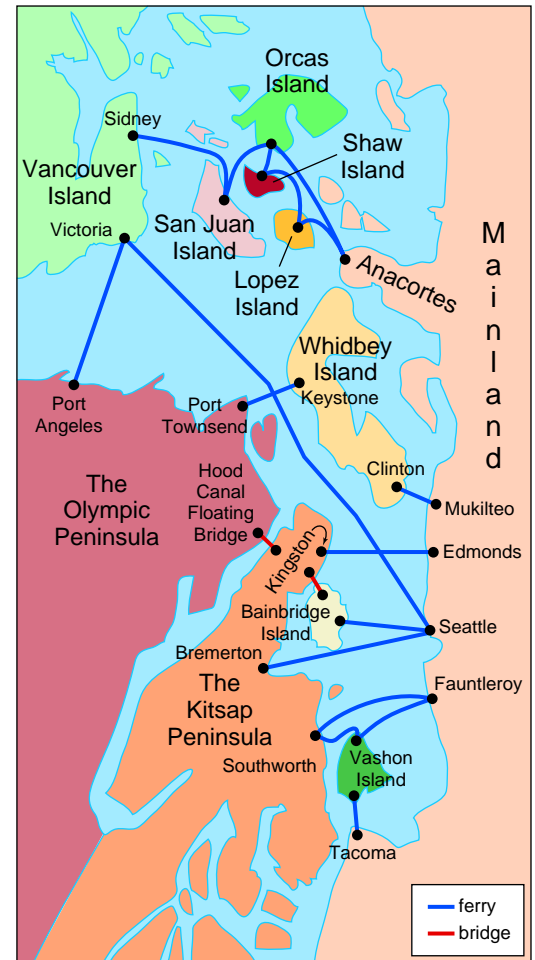 Orcas
Island
Sidney
Shaw
Island
Vancouver
Island
San Juan
Island
Victoria
Lopez
Island
Anacortes
Mainland
Whidbey
Island
Keystone
Port
Angeles
Port
Townsend
Clinton
Mukilteo
Hood
Canal
Floating
Bridge
The
Olympic
Peninsula
Kingston
Edmonds
Bainbridge
Island
Seattle
Bremerton
The
Kitsap
Peninsula
Fauntleroy
Southworth
Vashon
Island
Tacoma
ferry
bridge